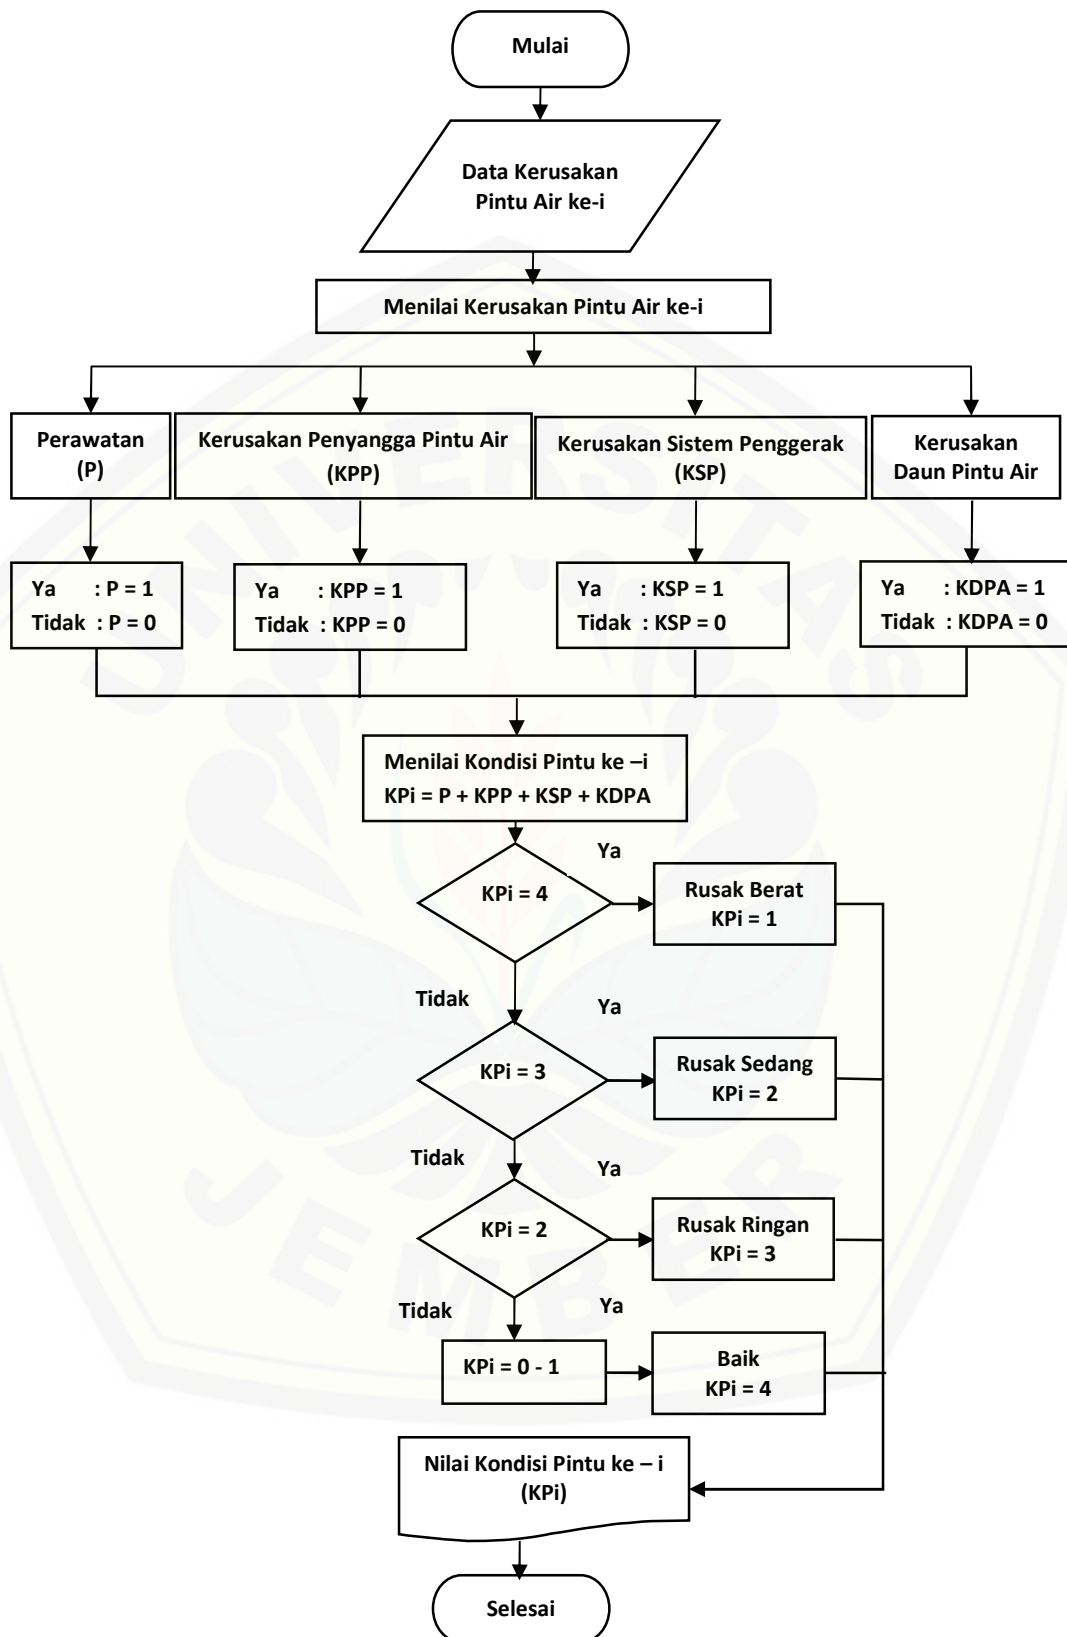 Mulai
Data Kerusakan
Pintu Air ke-i
Menilai Kerusakan Pintu Air ke-i
Perawatan
(P)
Kerusakan Penyangga Pintu Air
(KPP)
Kerusakan Sistem Penggerak
(KSP)
Kerusakan
Daun Pintu Air
Ya : P = 1
Tidak : P = 0
Ya : KPP = 1
Tidak : KPP = 0
Ya : KSP = 1
Tidak : KSP = 0
Ya : KDPA = 1
Tidak : KDPA = 0
Menilai Kondisi Pintu ke –i
KPi = P + KPP + KSP + KDPA
KPi = 4
Ya
Rusak Berat
KPi = 1
Tidak
KPi = 3
Ya
Rusak Sedang
KPi = 2
Tidak
KPi = 2
Ya
Rusak Ringan
KPi = 3
Tidak
KPi = 0 - 1
Ya
Baik
KPi = 4
Nilai Kondisi Pintu ke – i
(KPi)
Selesai
UNIVERSITAS
JEMBER